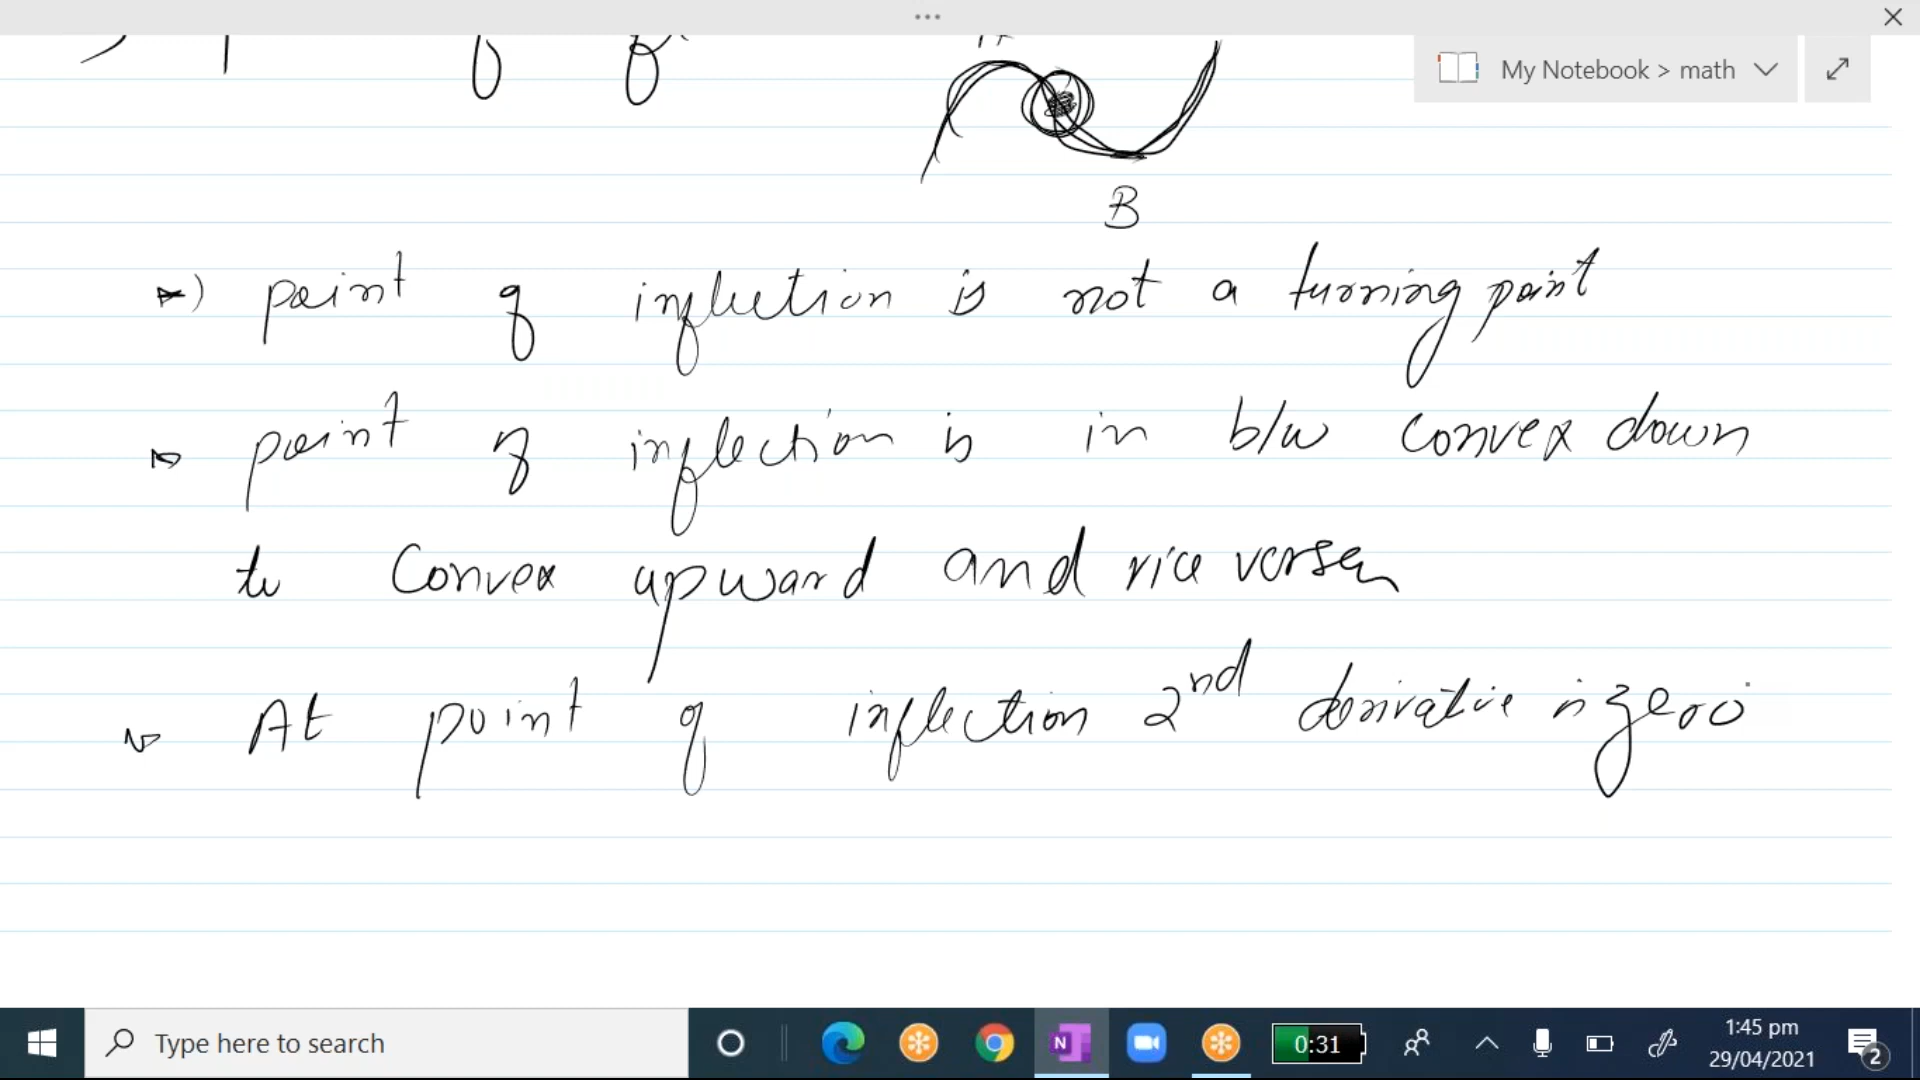 My Notebook > math
B
point of inflection is not a turning point
point of inflection is in b/w convex down
to Convex upward and vice versa
At point of inflection 2nd derivative is zero
Type here to search
N
0:31
1:45 pm
29/04/2021
2